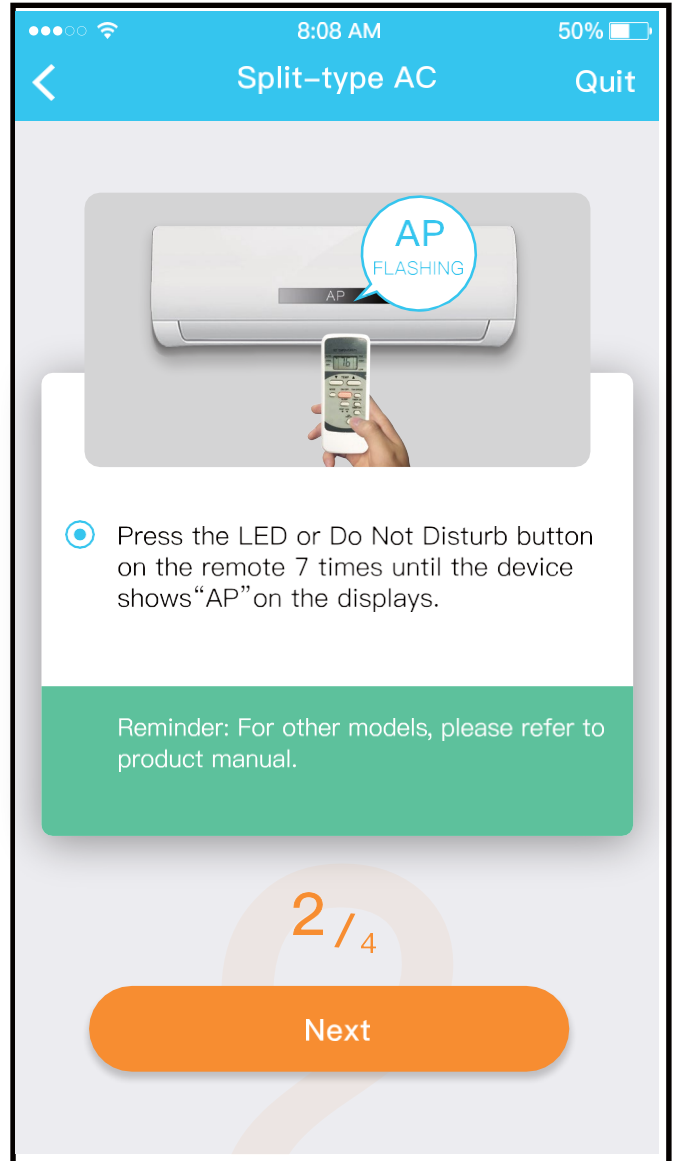 8:08 AM
50%
Split-type AC
Quit
AP
FLASHING
AP
76
Press the LED or Do Not Disturb button
on the remote 7 times until the device
shows“AP”on the displays.
Reminder: For other models, please refer to
product manual.
2/4
Next